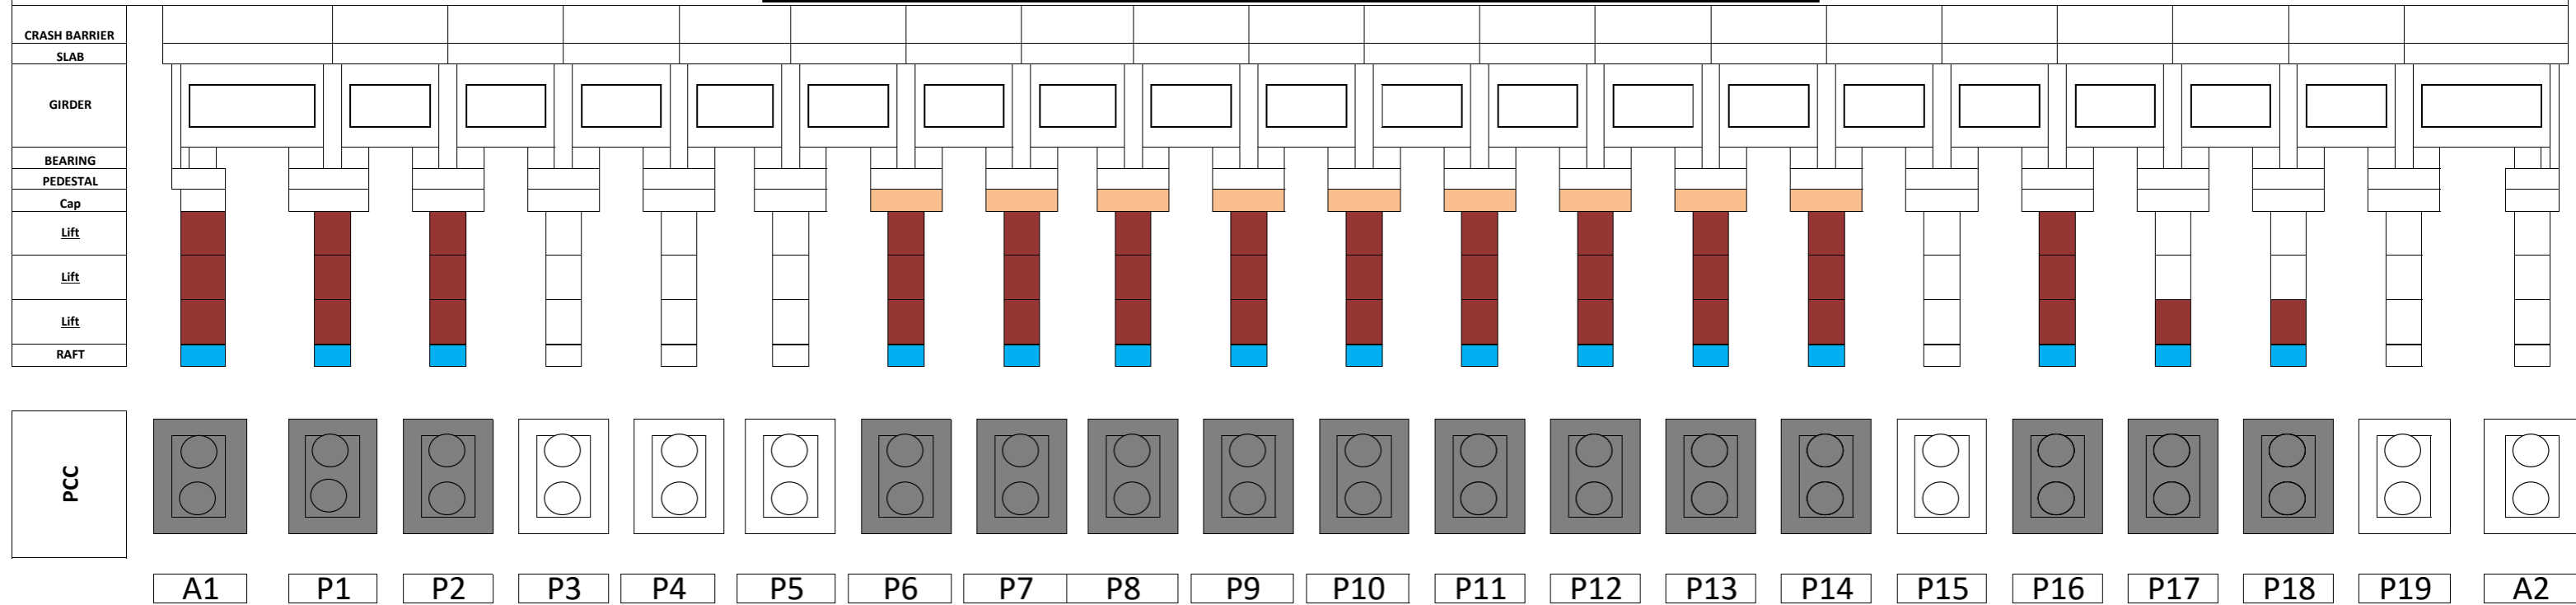 CRASH BARRIER
SLAB
GIRDER
BEARING
PEDESTAL
Cap
Lift
Lift
Lift
RAFT
PCC
A1 P1 P2 P3 P4 P5 P6 P7 P8 P9 P10 P11 P12 P13 P14 P15 P16 P17 P18 P19 A2